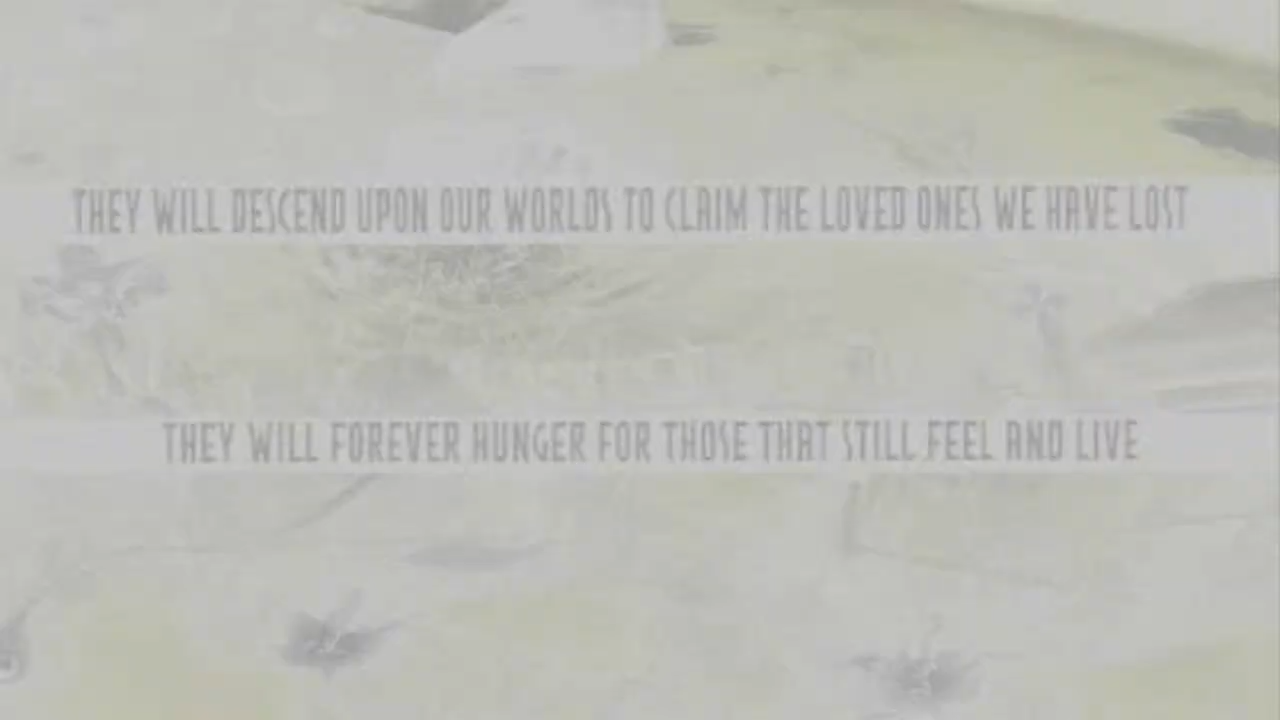 THEY WILL DESCEND UPON OUR WORLDS TO CLAIM THE LOVED ONES WE HAVE LOST
THEY WILL FOREVER HUNGER FOR THOSE THAT STILL FEEL AND LIVE